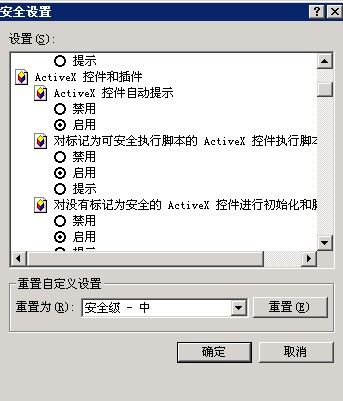 安全设置
设置(S):
提示
ActiveX 控件和插件
ActiveX 控件自动提示
禁用
启用
对标记为可安全执行脚本的 ActiveX 控件执行脚本
禁用
启用
提示
对没有标记为安全的 ActiveX 控件进行初始化和
禁用
启用
重置自定义设置
重置为(R): 安全级 - 中 重置(E)
确定 取消